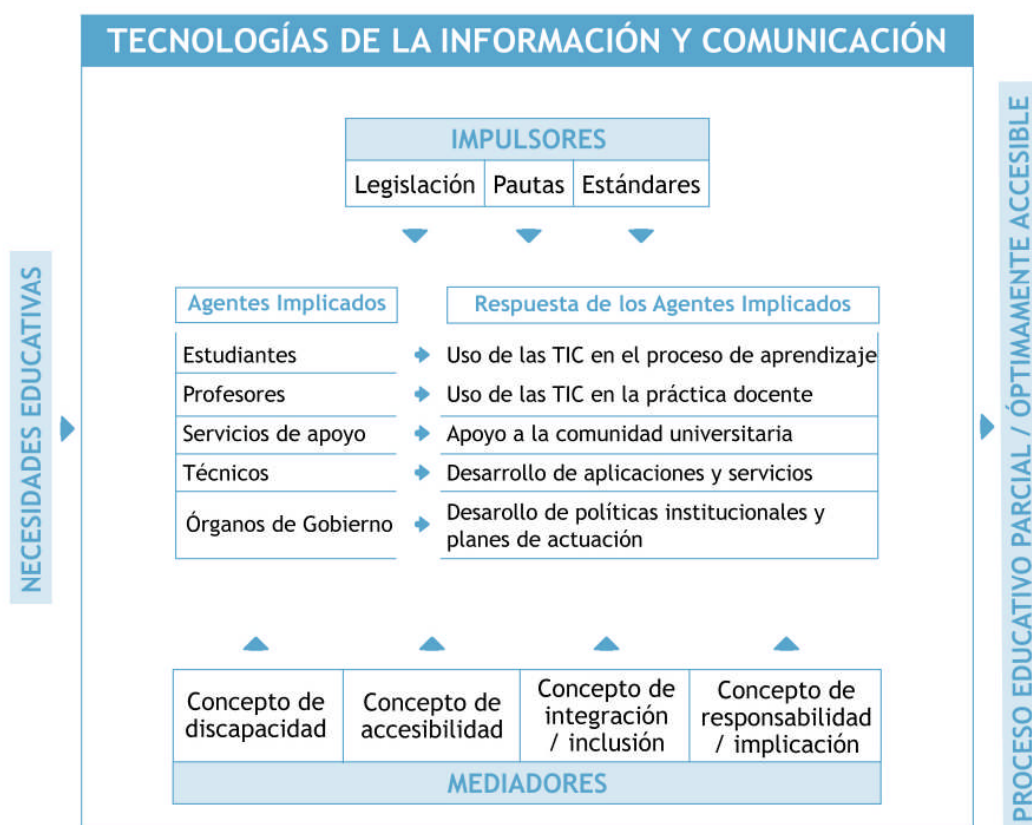 TECNOLOGÍAS DE LA INFORMACIÓN Y COMUNICACIÓN
NECESIDADES EDUCATIVAS
IMPULSORES
Legislación Pautas Estándares
Agentes Implicados Respuesta de los Agentes Implicados
Estudiantes Uso de las TIC en el proceso de aprendizaje
Profesores Uso de las TIC en la práctica docente
Servicios de apoyo Apoyo a la comunidad universitaria
Técnicos Desarrollo de aplicaciones y servicios
Órganos de Gobierno Desarollo de políticas institucionales y
planes de actuación
Concepto de
discapacidad
Concepto de
accesibilidad
Concepto de
integración
/ inclusión
Concepto de
responsabilidad
/ implicación
MEDIADORES
PROCESO EDUCATIVO PARCIAL / ÓPTIMAMENTE ACCESIBLE